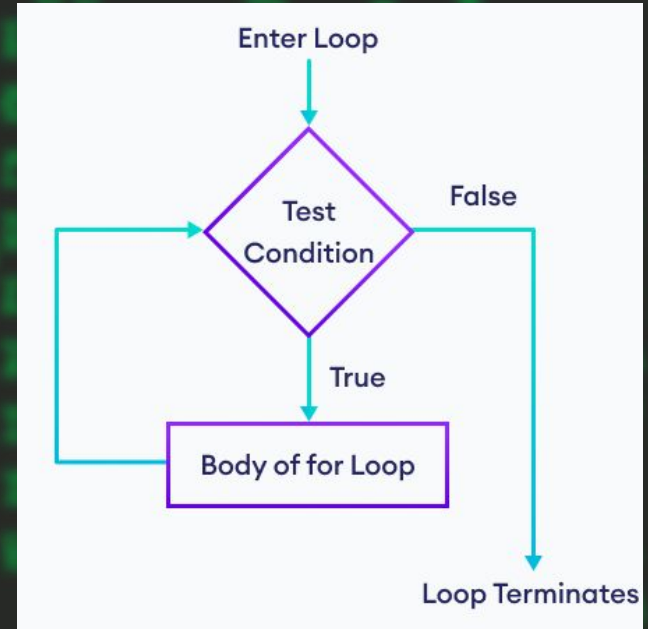 Enter Loop
Test
Condition
False
True
Body of for Loop
Loop Terminates